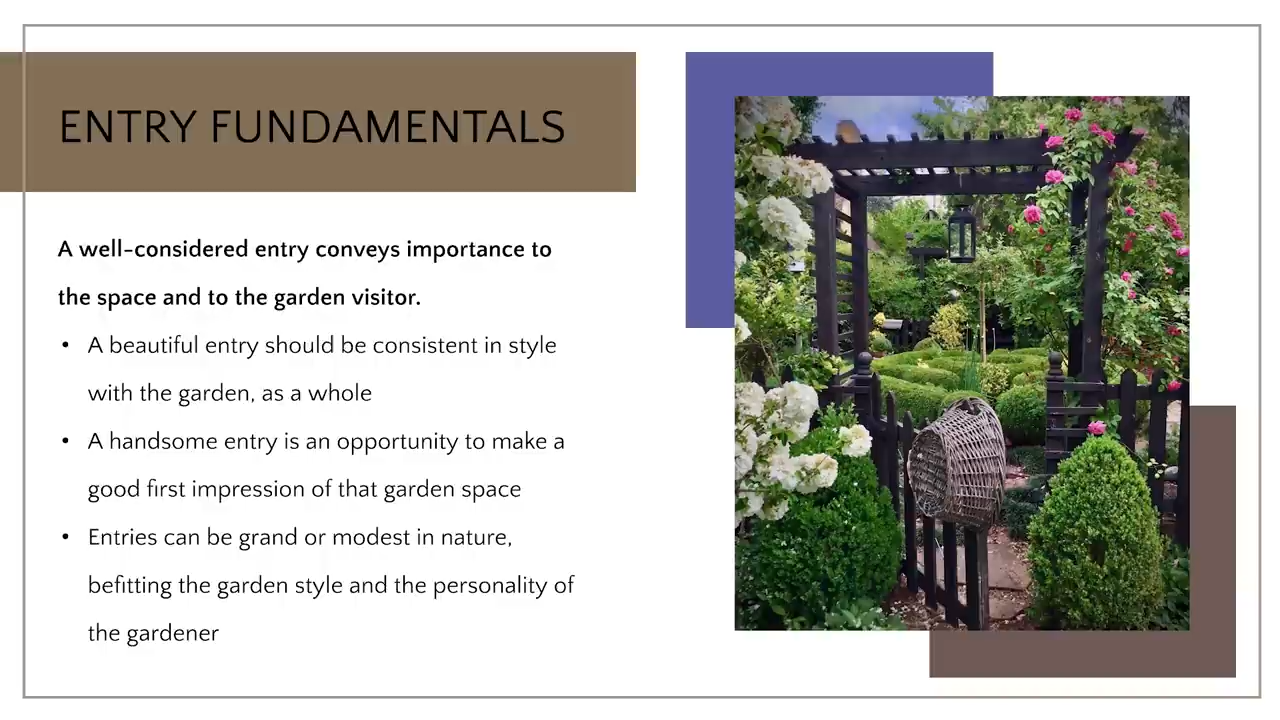 ENTRY FUNDAMENTALS
A well-considered entry conveys importance to
the space and to the garden visitor.
• A beautiful entry should be consistent in style
with the garden, as a whole
• A handsome entry is an opportunity to make a
good first impression of that garden space
• Entries can be grand or modest in nature,
befitting the garden style and the personality of
the gardener